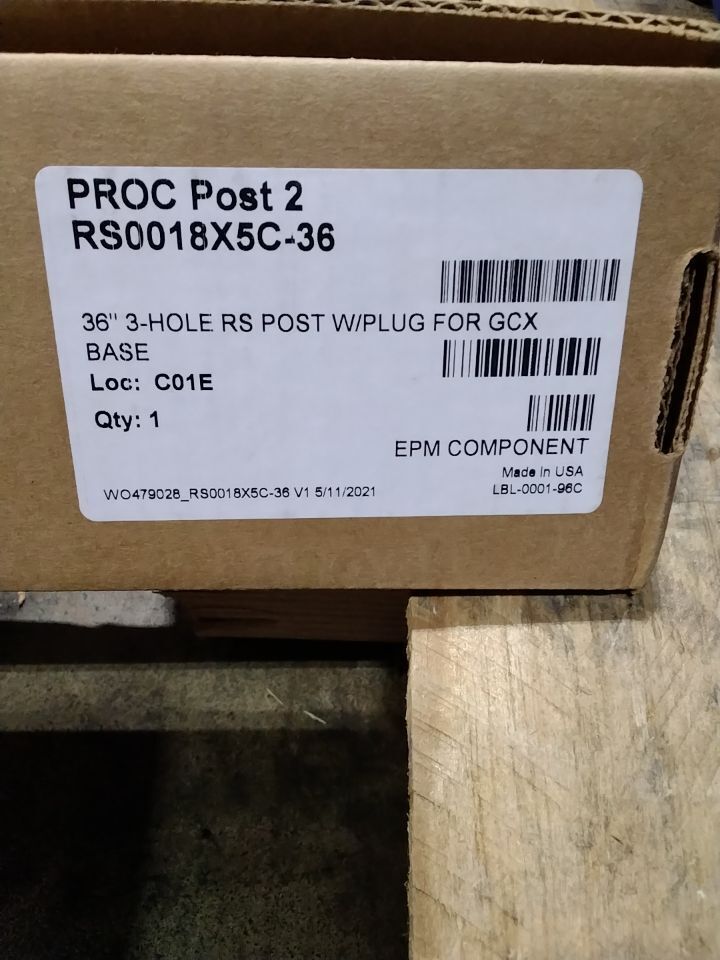 PROC Post 2
RS0018X5C-36
36" 3-HOLE RS POST W/PLUG FOR GCX
BASE
Loc: C01E
Qty: 1
EPM COMPONENT
Made In USA
WO479028_RS0018X5C-36 V1 5/11/2021
LBL-0001-96C